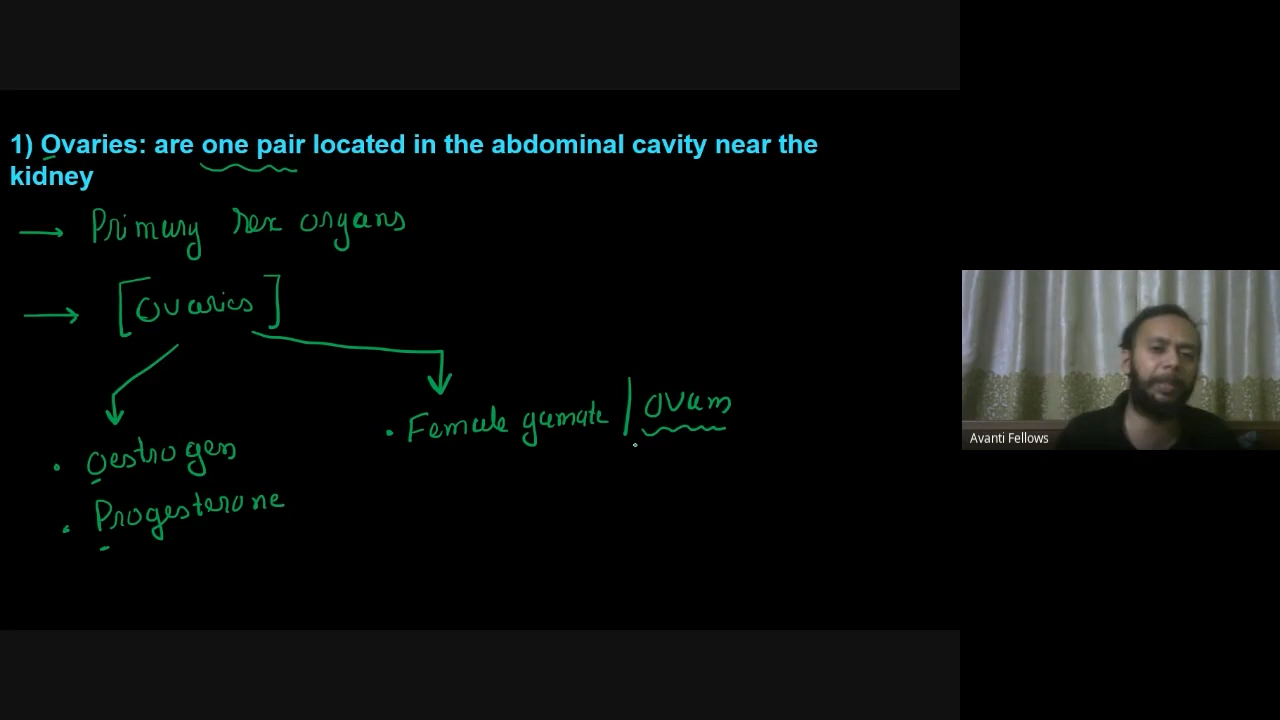 1) Ovaries: are one pair located in the abdominal cavity near the
kidney
→ Primary sex organs
→ [Ovaries]
• Female gamate | ovum
• Oestrogen
• Progesterone
Avanti Fellows